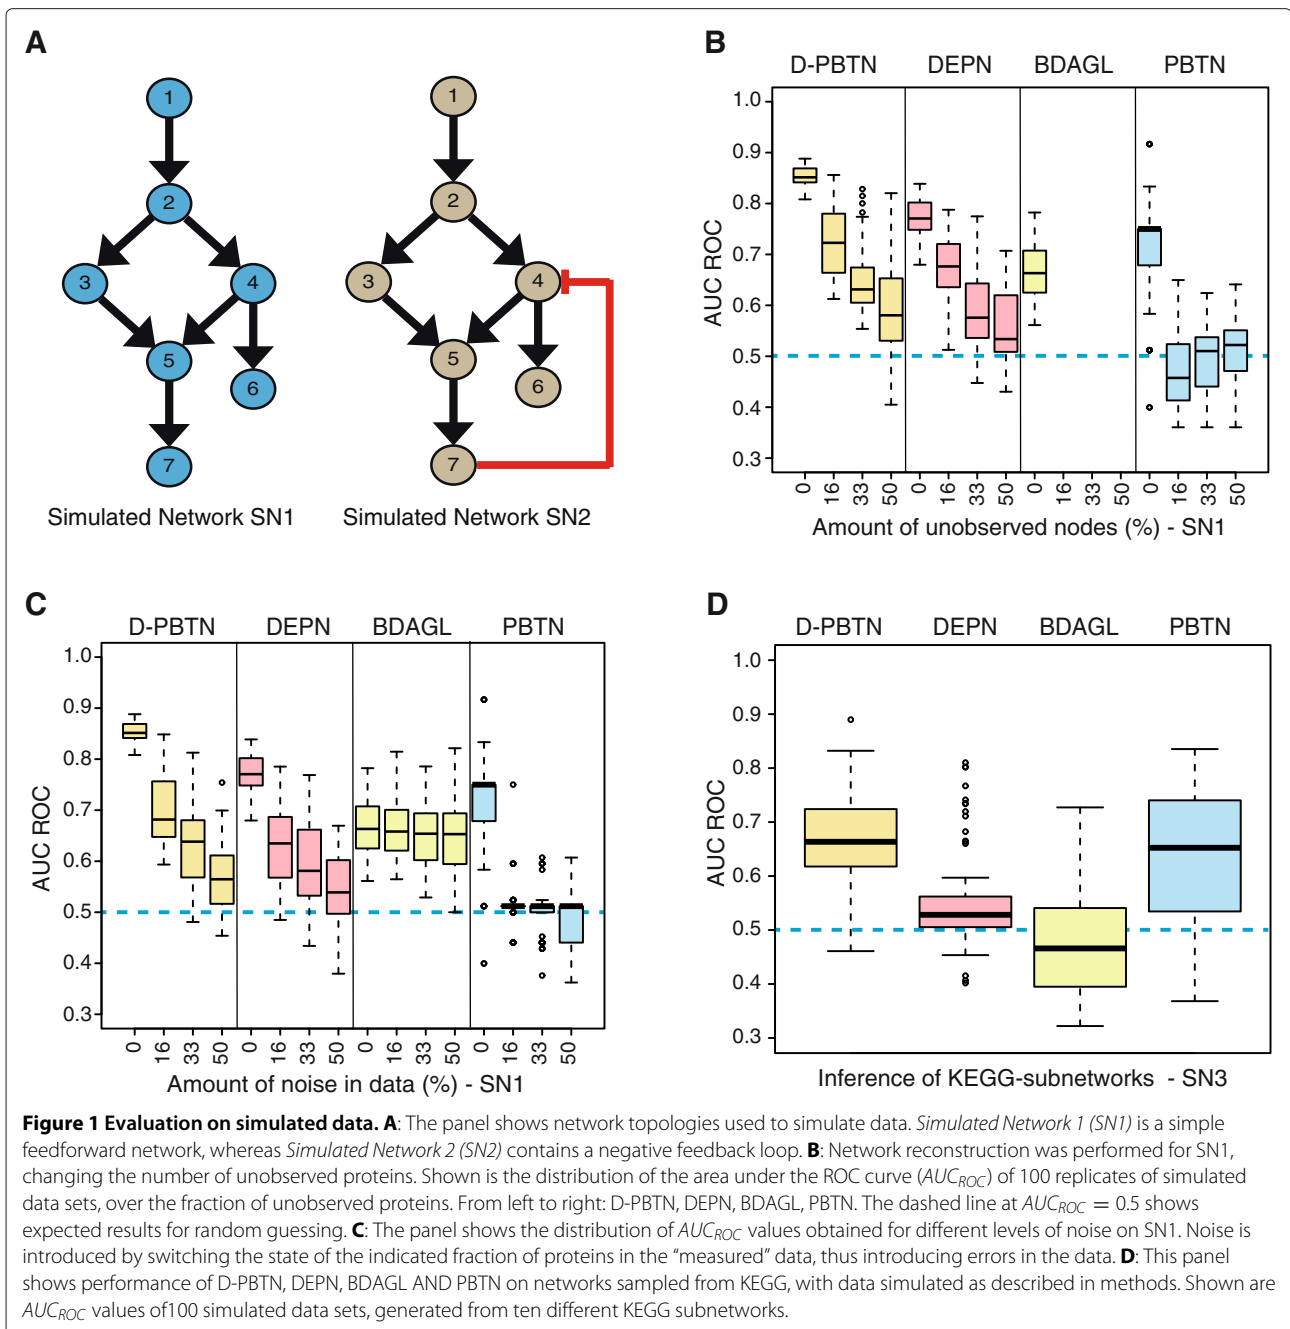 A
1
2
3
4
5
6
7
Simulated Network SN1
1
2
3
4
5
6
7
Simulated Network SN2
B
D-PBTN DEPN BDAGL PBTN
AUC ROC
1.0
0.9
0.8
0.7
0.6
0.5
0.4
0.3
0 16 33 50 0 16 33 50 0 16 33 50 0 16 33 50
Amount of unobserved nodes (%) - SN1
C
D-PBTN DEPN BDAGL PBTN
AUC ROC
1.0
0.9
0.8
0.7
0.6
0.5
0.4
0.3
0 16 33 50 0 16 33 50 0 16 33 50 0 16 33 50
Amount of noise in data (%) - SN1
D
D-PBTN DEPN BDAGL PBTN
AUC ROC
1.0
0.9
0.8
0.7
0.6
0.5
0.4
0.3
Inference of KEGG-subnetworks - SN3
Figure 1 Evaluation on simulated data. A: The panel shows network topologies used to simulate data. Simulated Network 1 (SN1) is a simple
feedforward network, whereas Simulated Network 2 (SN2) contains a negative feedback loop. B: Network reconstruction was performed for SN1,
changing the number of unobserved proteins. Shown is the distribution of the area under the ROC curve (AUCROC) of 100 replicates of simulated
data sets, over the fraction of unobserved proteins. From left to right: D-PBTN, DEPN, BDAGL, PBTN. The dashed line at AUCROC = 0.5 shows
expected results for random guessing. C: The panel shows the distribution of AUCROC values obtained for different levels of noise on SN1. Noise is
introduced by switching the state of the indicated fraction of proteins in the “measured” data, thus introducing errors in the data. D: This panel
shows performance of D-PBTN, DEPN, BDAGL AND PBTN on networks sampled from KEGG, with data simulated as described in methods. Shown are
AUCROC values of100 simulated data sets, generated from ten different KEGG subnetworks.